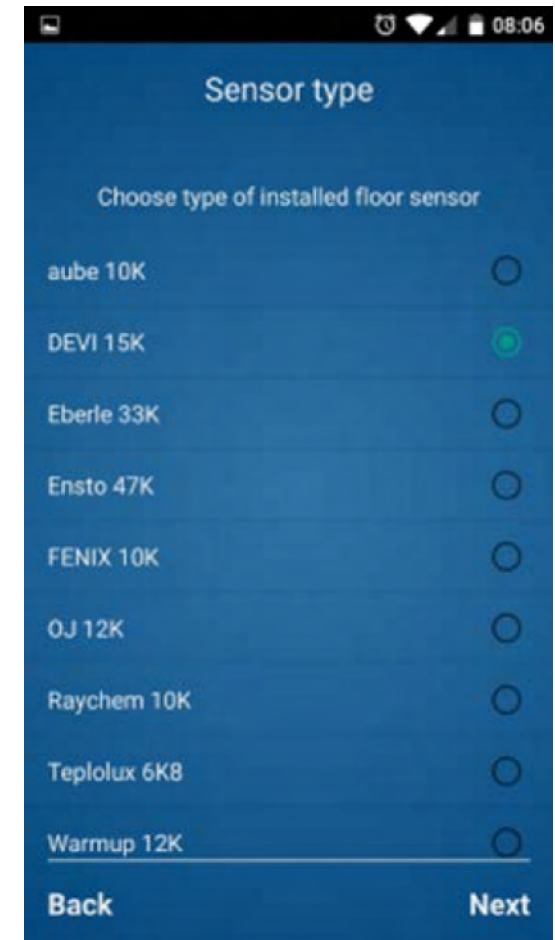 08:06
Sensor type
Choose type of installed floor sensor
aube 10K
DEVI 15K
Eberle 33K
Ensto 47K
FENIX 10K
OJ 12K
Raychem 10K
Teplolux 6K8
Warmup 12K
Back Next